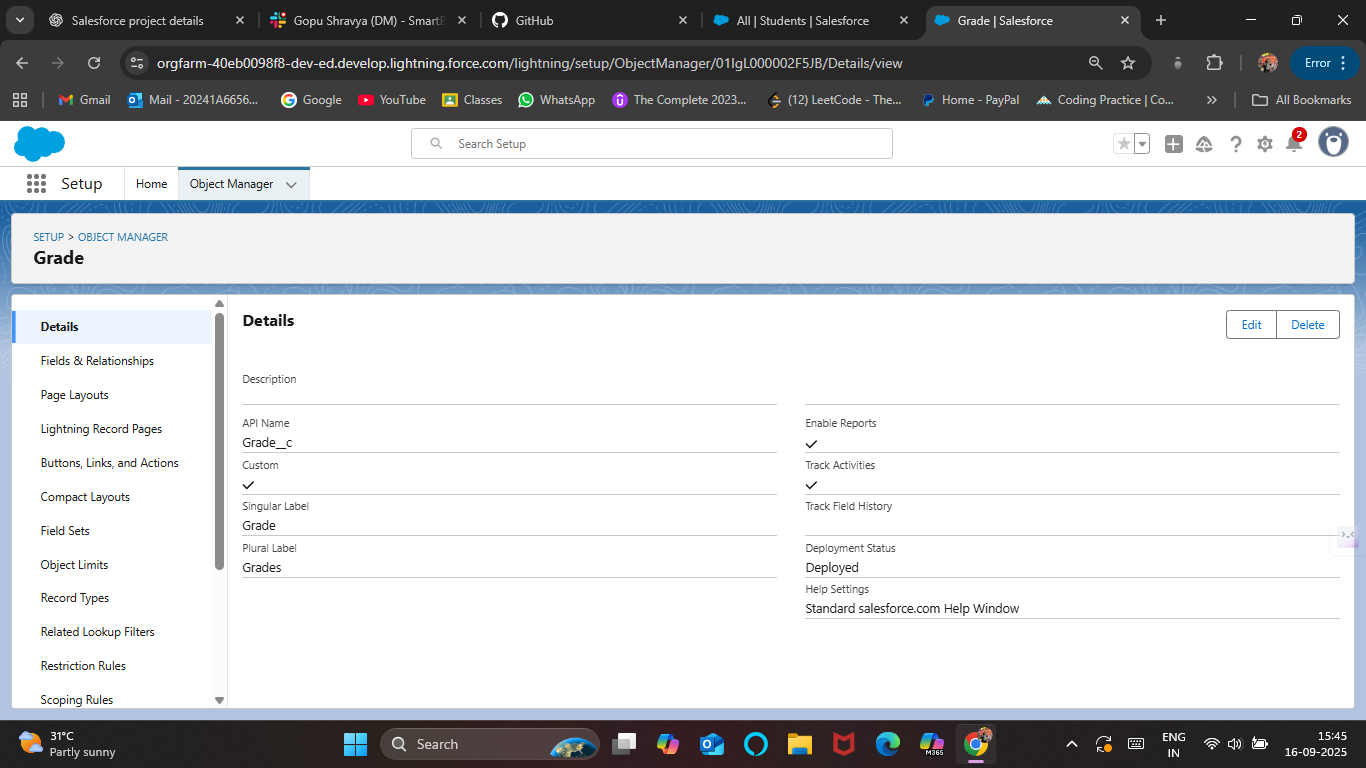 Salesforce project details
Gopu Shravya (DM) - SmartB
GitHub
All | Students | Salesforce
Grade | Salesforce
orgfarm-40eb0098f8-dev-ed.develop.lightning.force.com/lightning/setup/ObjectManager/01IgL000002F5JB/Details/view
Error
Gmail
Mail - 20241A6656...
Google
YouTube
Classes
WhatsApp
The Complete 2023...
(12) LeetCode - The...
Home - PayPal
Coding Practice | Co...
All Bookmarks
Search Setup
2
Setup
Home
Object Manager
SETUP > OBJECT MANAGER
Grade
Details
Fields & Relationships
Page Layouts
Lightning Record Pages
Buttons, Links, and Actions
Compact Layouts
Field Sets
Object Limits
Record Types
Related Lookup Filters
Restriction Rules
Scoping Rules
Details
Edit
Delete
Description
API Name
Grade__c
Custom
Singular Label
Grade
Plural Label
Grades
Enable Reports
Track Activities
Track Field History
Deployment Status
Deployed
Help Settings
Standard salesforce.com Help Window
31°C
Partly sunny
Search
M365
ENG
IN
15:45
16-09-2025